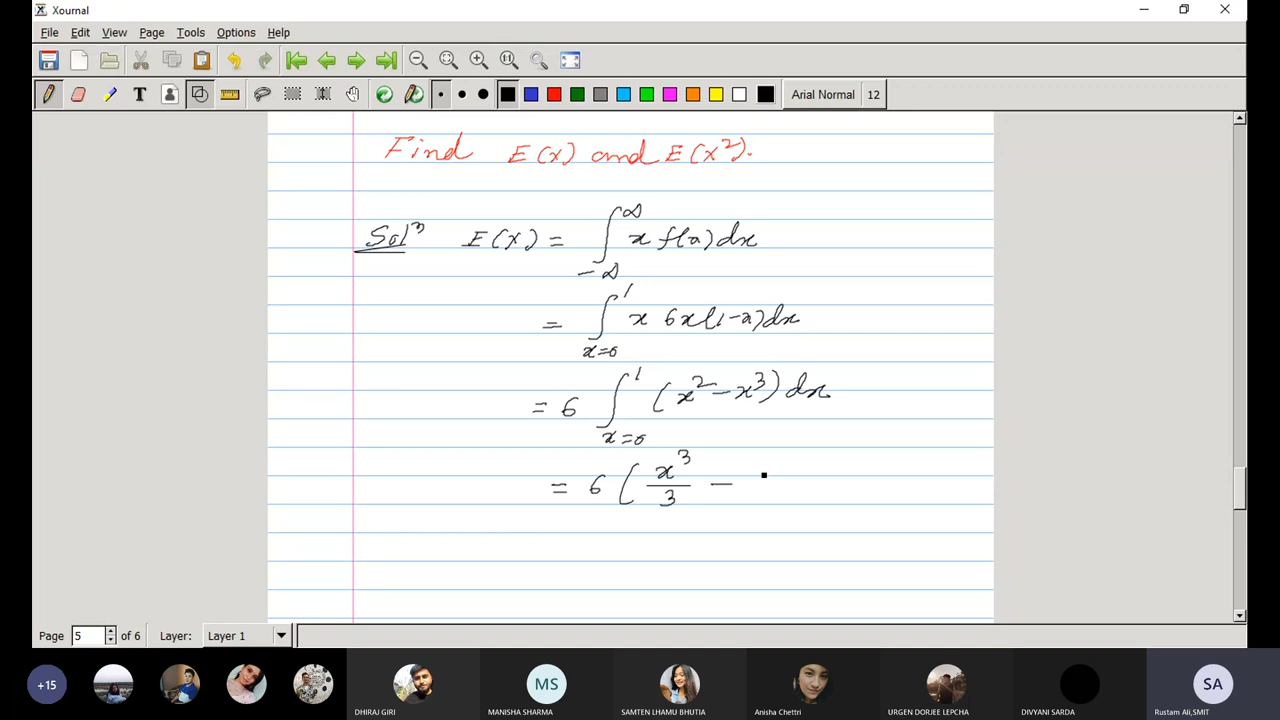 Xournal
File Edit View Page Tools Options Help
Arial Normal 12
Find E(x) and E(x²).
Sol³ E(x) = ∫_{-∞}^{∞} x f(x) dx
= ∫_{x=0}^{1} x 6x(1-x) dx
= 6 ∫_{x=0}^{1} (x² - x³) dx
= 6 ( x³/3 -
Page 5 of 6 Layer: Layer 1
+15 DHIRAJ GIRI MS MANISHA SHARMA SAMTEN LHAMU BHUTIA Anisha Chettri URGEN DORJEE LEPCHA DIVYANI SARDA SA Rustam Ali,SMIT